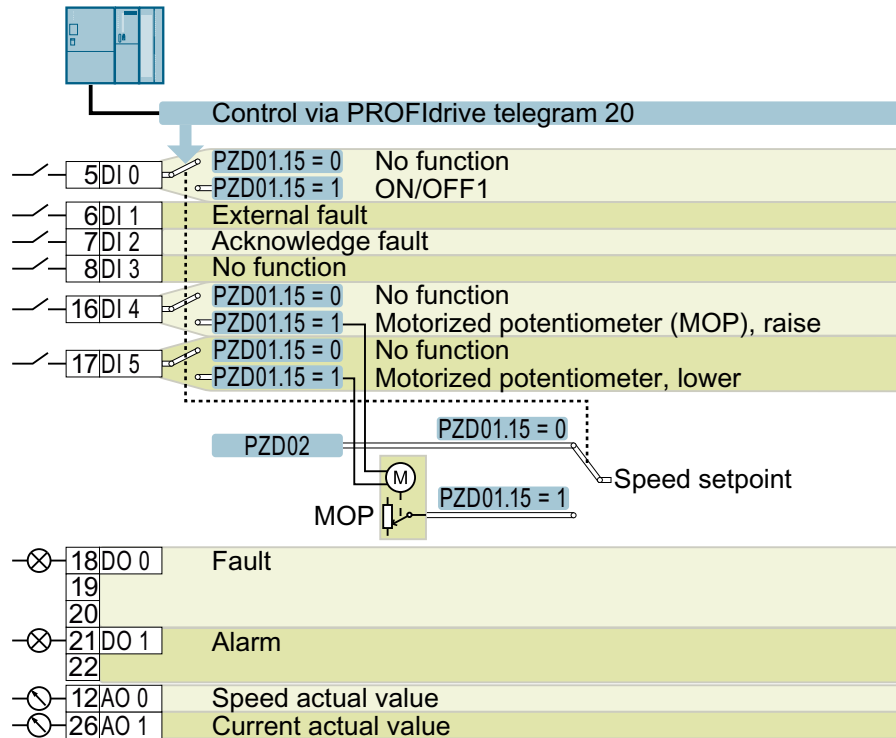 Control via PROFIdrive telegram 20
5 DI 0 PZD01.15 = 0 No function
PZD01.15 = 1 ON/OFF1
6 DI 1 External fault
7 DI 2 Acknowledge fault
8 DI 3 No function
16 DI 4 PZD01.15 = 0 No function
PZD01.15 = 1 Motorized potentiometer (MOP), raise
17 DI 5 PZD01.15 = 0 No function
PZD01.15 = 1 Motorized potentiometer, lower
PZD02 PZD01.15 = 0
Speed setpoint
M
PZD01.15 = 1
MOP
18 DO 0 Fault
19
20
21 DO 1 Alarm
22
12 AO 0 Speed actual value
26 AO 1 Current actual value